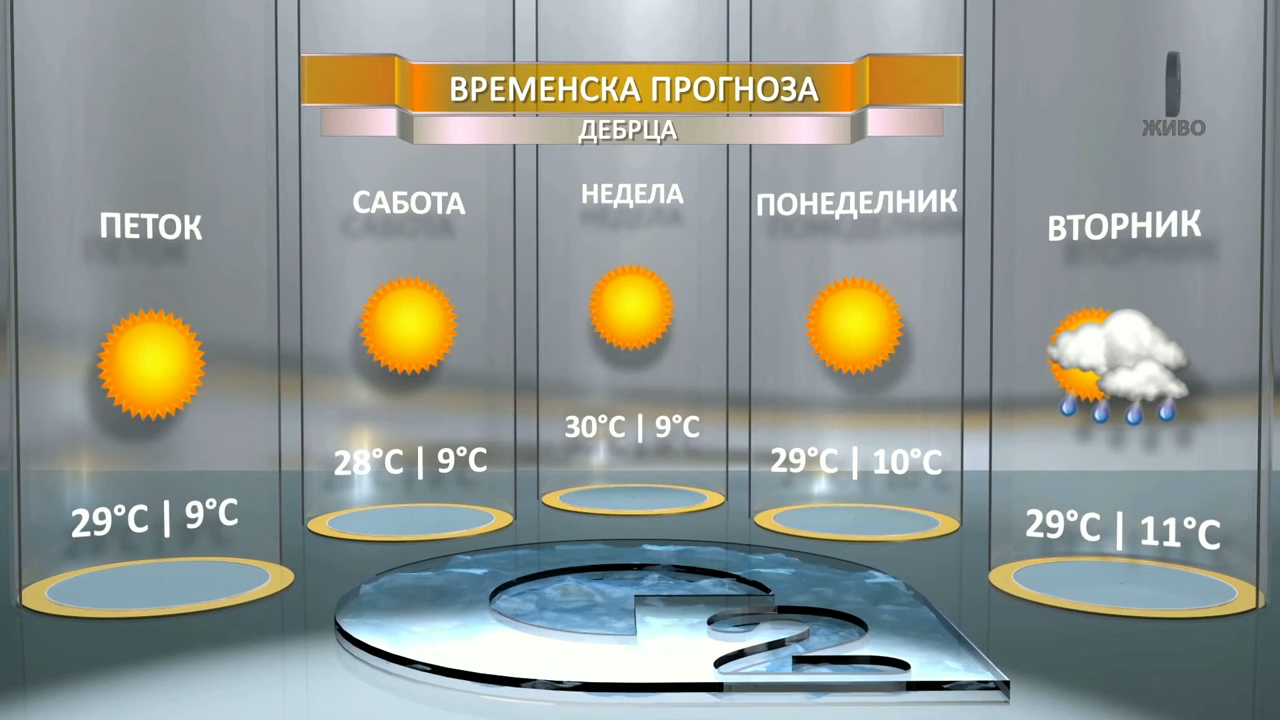 ВРЕМЕНСКА ПРОГНОЗА
ДЕБРЦА
ЖИВО
ПЕТОК
29°C | 9°C
САБОТА
28°C | 9°C
НЕДЕЛА
30°C | 9°C
ПОНЕДЕЛНИК
29°C | 10°C
ВТОРНИК
29°C | 11°C
2